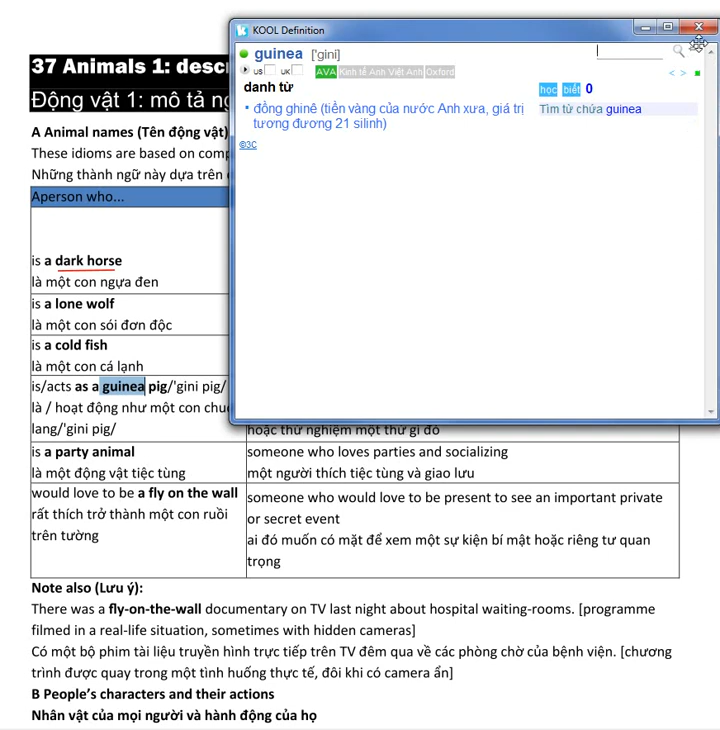 KOOL Definition
guinea ['gini]
US UK AVA Kinh tế Anh Việt Anh Oxford
danh từ
đồng ghinê (tiền vàng của nước Anh xưa, giá trị
tương đương 21 silinh)
©3C
học biết 0
Tìm từ chứa guinea
37 Animals 1: descr
Động vật 1: mô tả ng
A Animal names (Tên động vật)
These idioms are based on comp
Những thành ngữ này dựa trên
Aperson who...
is a dark horse
là một con ngựa đen
is a lone wolf
là một con sói đơn độc
is a cold fish
là một con cá lạnh
is/acts as a guinea pig/'gini pig/
là / hoạt động như một con chuộ
lang/'gini pig/
hoặc thử nghiệm một thứ gì đó
is a party animal
là một động vật tiệc tùng
someone who loves parties and socializing
một người thích tiệc tùng và giao lưu
would love to be a fly on the wall
rất thích trở thành một con ruồi
trên tường
someone who would love to be present to see an important private
or secret event
ai đó muốn có mặt để xem một sự kiện bí mật hoặc riêng tư quan
trọng
Note also (Lưu ý):
There was a fly-on-the-wall documentary on TV last night about hospital waiting-rooms. [programme
filmed in a real-life situation, sometimes with hidden cameras]
Có một bộ phim tài liệu truyền hình trực tiếp trên TV đêm qua về các phòng chờ của bệnh viện. [chương
trình được quay trong một tình huống thực tế, đôi khi có camera ẩn]
B People's characters and their actions
Nhân vật của mọi người và hành động của họ